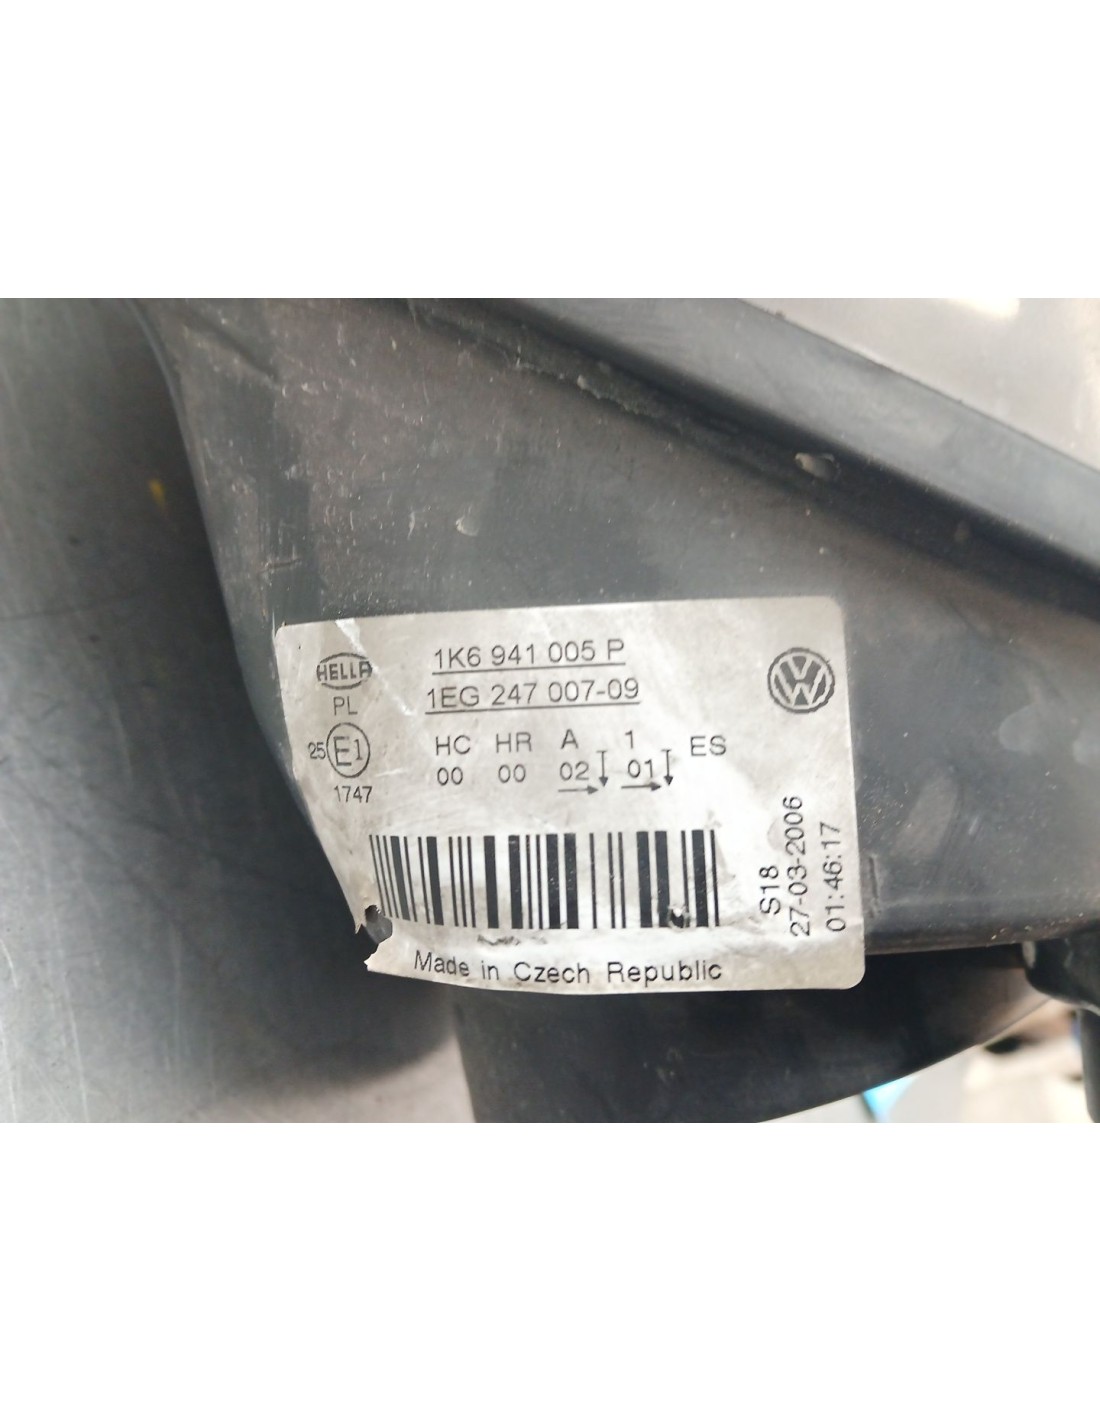 HELLA
PL
25 E1
1747
1K6 941 005 P
1EG 247 007-09
HC HR A 1 ES
00 00 02 01
S18
27-03-2006
01:46:17
Made in Czech Republic
VW